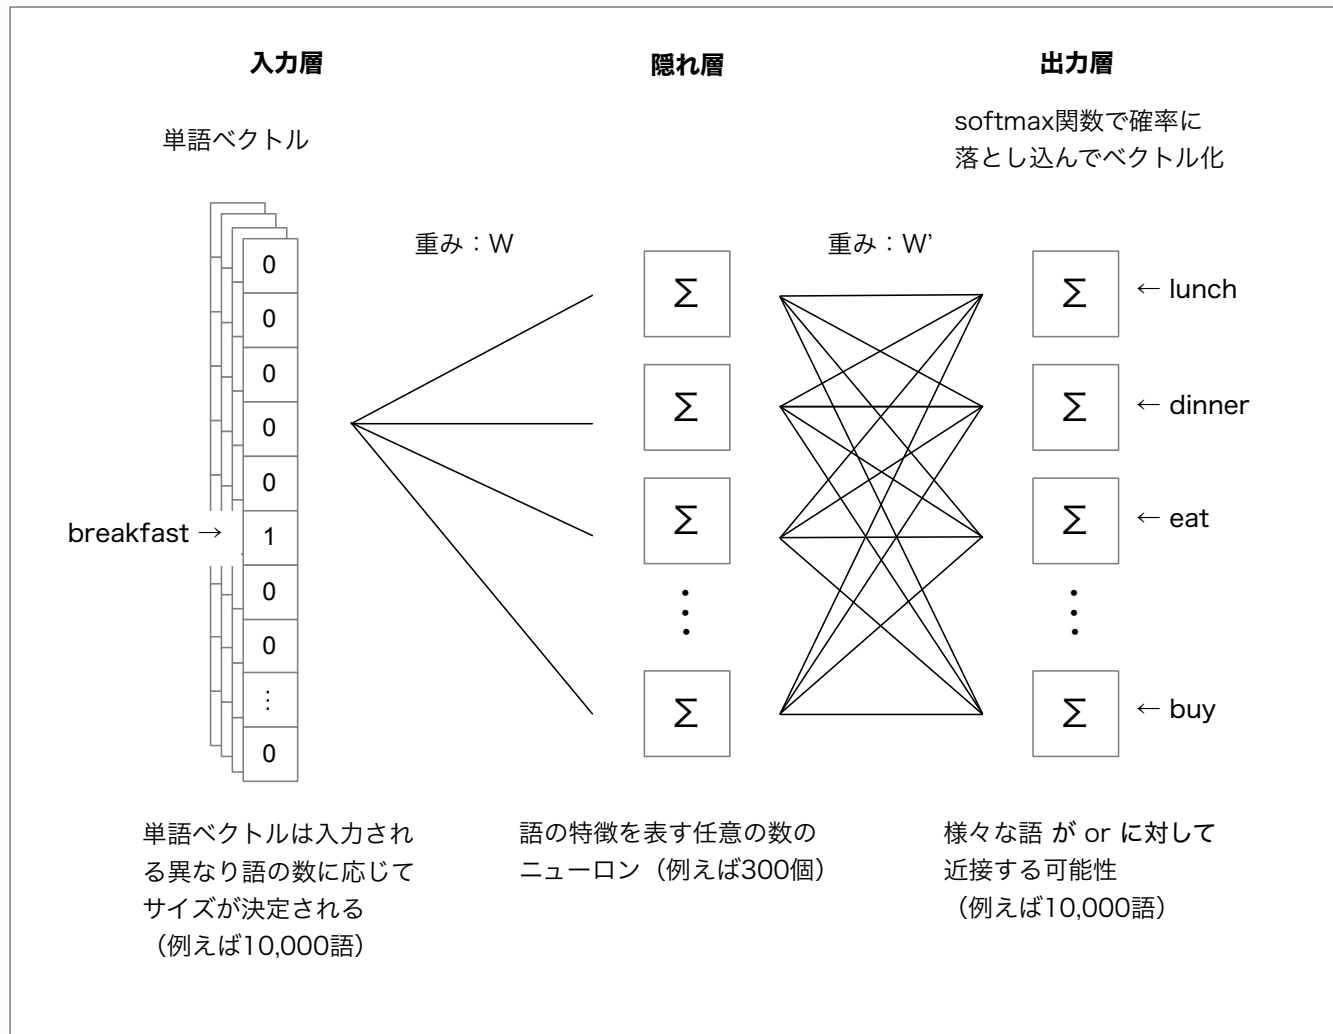 入力層
隠れ層
出力層
単語ベクトル
softmax関数で確率に
落とし込んでベクトル化
重み：W
重み：W’
0
0
0
0
0
breakfast → 1
0
0
⋮
0
Σ
Σ
Σ
⋮
Σ
Σ ← lunch
Σ ← dinner
Σ ← eat
⋮
Σ ← buy
単語ベクトルは入力され
る異なり語の数に応じて
サイズが決定される
（例えば10,000語）
語の特徴を表す任意の数の
ニューロン（例えば300個）
様々な語 が or に対して
近接する可能性
（例えば10,000語）